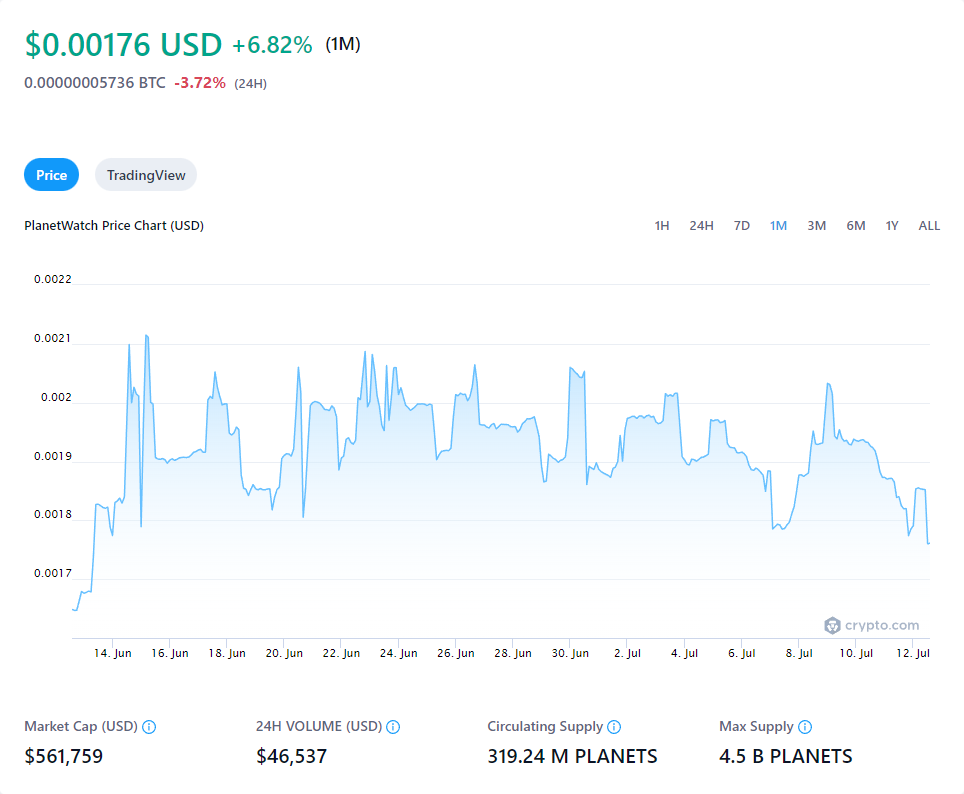 $0.00176 USD +6.82% (1M)
0.00000005736 BTC -3.72% (24H)
Price TradingView
PlanetWatch Price Chart (USD) 1H 24H 7D 1M 3M 6M 1Y ALL
0.0022
0.0021
0.002
0.0019
0.0018
0.0017
crypto.com
14. Jun 16. Jun 18. Jun 20. Jun 22. Jun 24. Jun 26. Jun 28. Jun 30. Jun 2. Jul 4. Jul 6. Jul 8. Jul 10. Jul 12. Jul
Market Cap (USD) 24H VOLUME (USD) Circulating Supply Max Supply
$561,759 $46,537 319.24 M PLANETS 4.5 B PLANETS